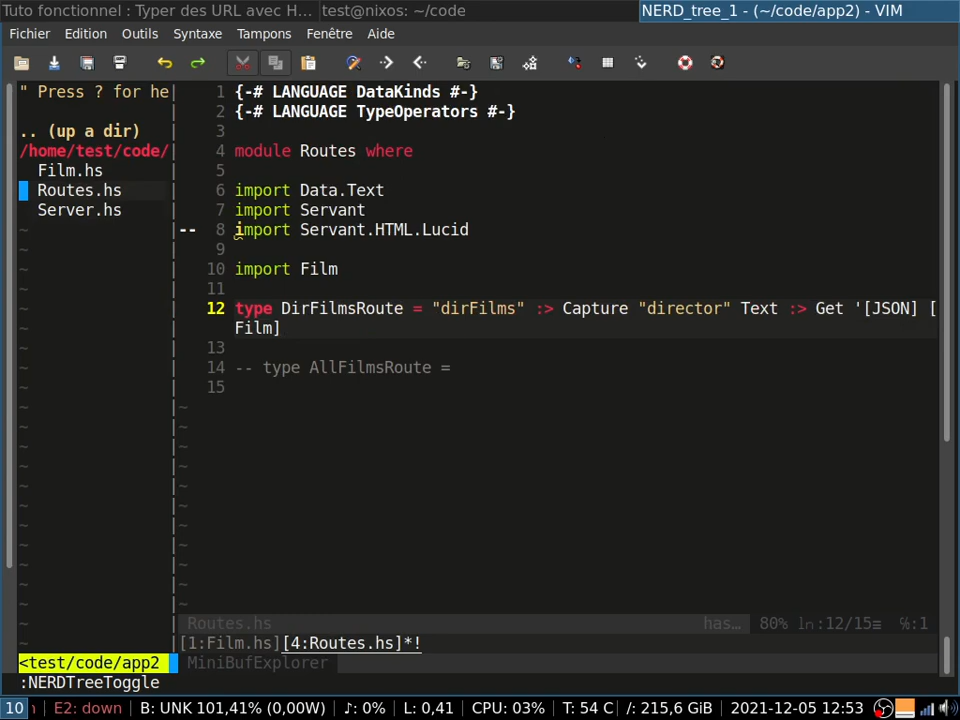 Tuto fonctionnel : Typer des URL avec H... test@nixos: ~/code NERD_tree_1 - (~/code/app2) - VIM
Fichier Edition Outils Syntaxe Tampons Fenêtre Aide
" Press ? for he
.. (up a dir)
/home/test/code/
Film.hs
Routes.hs
Server.hs
1 {-# LANGUAGE DataKinds #-}
2 {-# LANGUAGE TypeOperators #-}
3
4 module Routes where
5
6 import Data.Text
7 import Servant
-- 8 import Servant.HTML.Lucid
9
10 import Film
11
12 type DirFilmsRoute = "dirFilms" :> Capture "director" Text :> Get '[JSON] [
Film]
13
14 -- type AllFilmsRoute =
15
Routes.hs has… 80% ln:12/15≡ ℅:1
[1:Film.hs][4:Routes.hs]*!
<test/code/app2 MiniBufExplorer
:NERDTreeToggle
10 E2: down B: UNK 101,41% (0,00W) ♪: 0% L: 0,41 CPU: 03% T: 54 C /: 215,6 GiB 2021-12-05 12:53